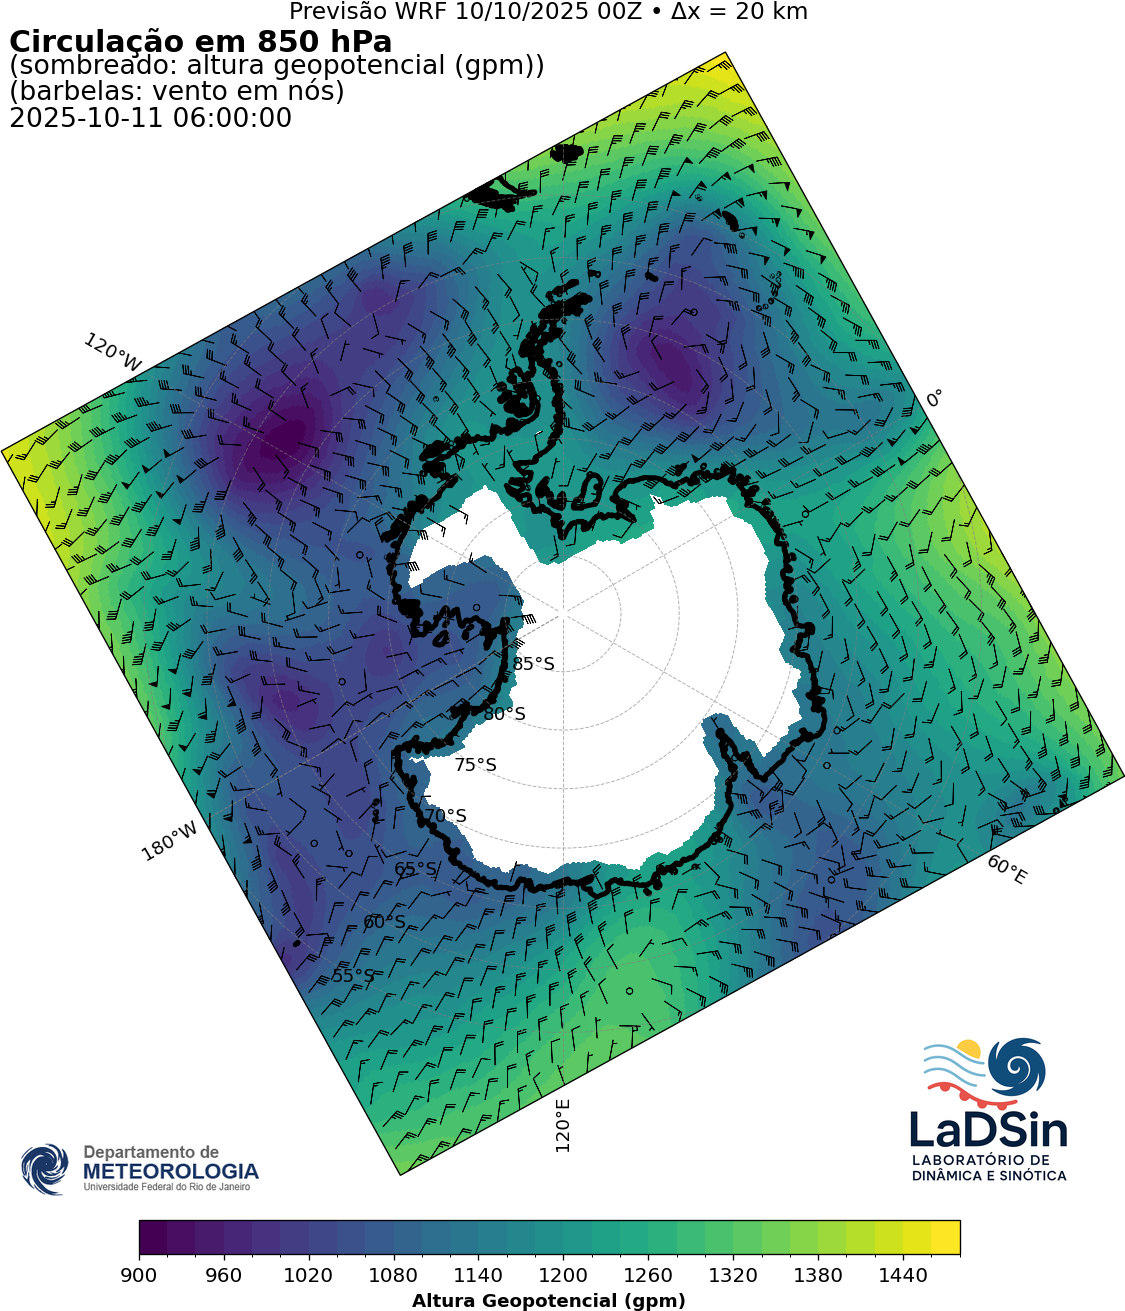 Previsão WRF 10/10/2025 00Z • Δx = 20 km
Circulação em 850 hPa
(sombreado: altura geopotencial (gpm))
(barbelas: vento em nós)
2025-10-11 06:00:00
120°W
0°
85°S
80°S
75°S
70°S
180°W
65°S
60°E
60°S
55°S
120°E
LaDSin
LABORATÓRIO DE
DINÂMICA E SINÓTICA
Departamento de
METEOROLOGIA
Universidade Federal do Rio de Janeiro
900 960 1020 1080 1140 1200 1260 1320 1380 1440
Altura Geopotencial (gpm)